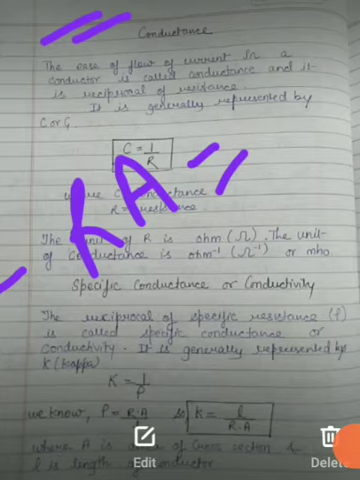 Conductance
The ease of flow of current In a
conductor is called conductance and it
is reciprocal of resistance.
It is generally represented by
C or G
C = 1/R
KA =
where C
R = resistance.
The unit of R is ohm (Ω). The unit
of conductance is ohm⁻¹ (Ω⁻¹) or mho
Specific Conductance or Conductivity
The reciprocal of specific resistance (ρ)
is called specific conductance or
conductivity. It is generally represented by
K (kappa)
K = 1/ρ
we know, ρ = R.A so K = l/R.A
where A is area of cross section &
l is length of conductor
Edit
Delete